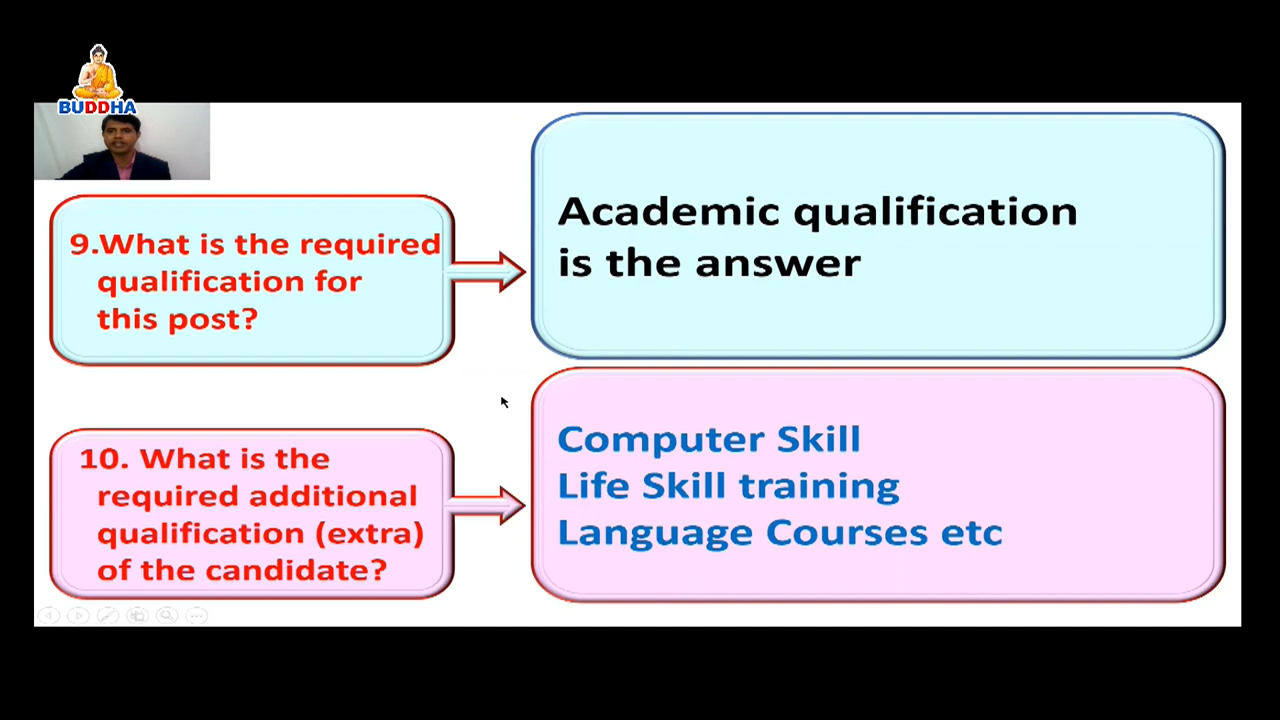 BUDDHA
9.What is the required
qualification for
this post?
Academic qualification
is the answer
10. What is the
required additional
qualification (extra)
of the candidate?
Computer Skill
Life Skill training
Language Courses etc